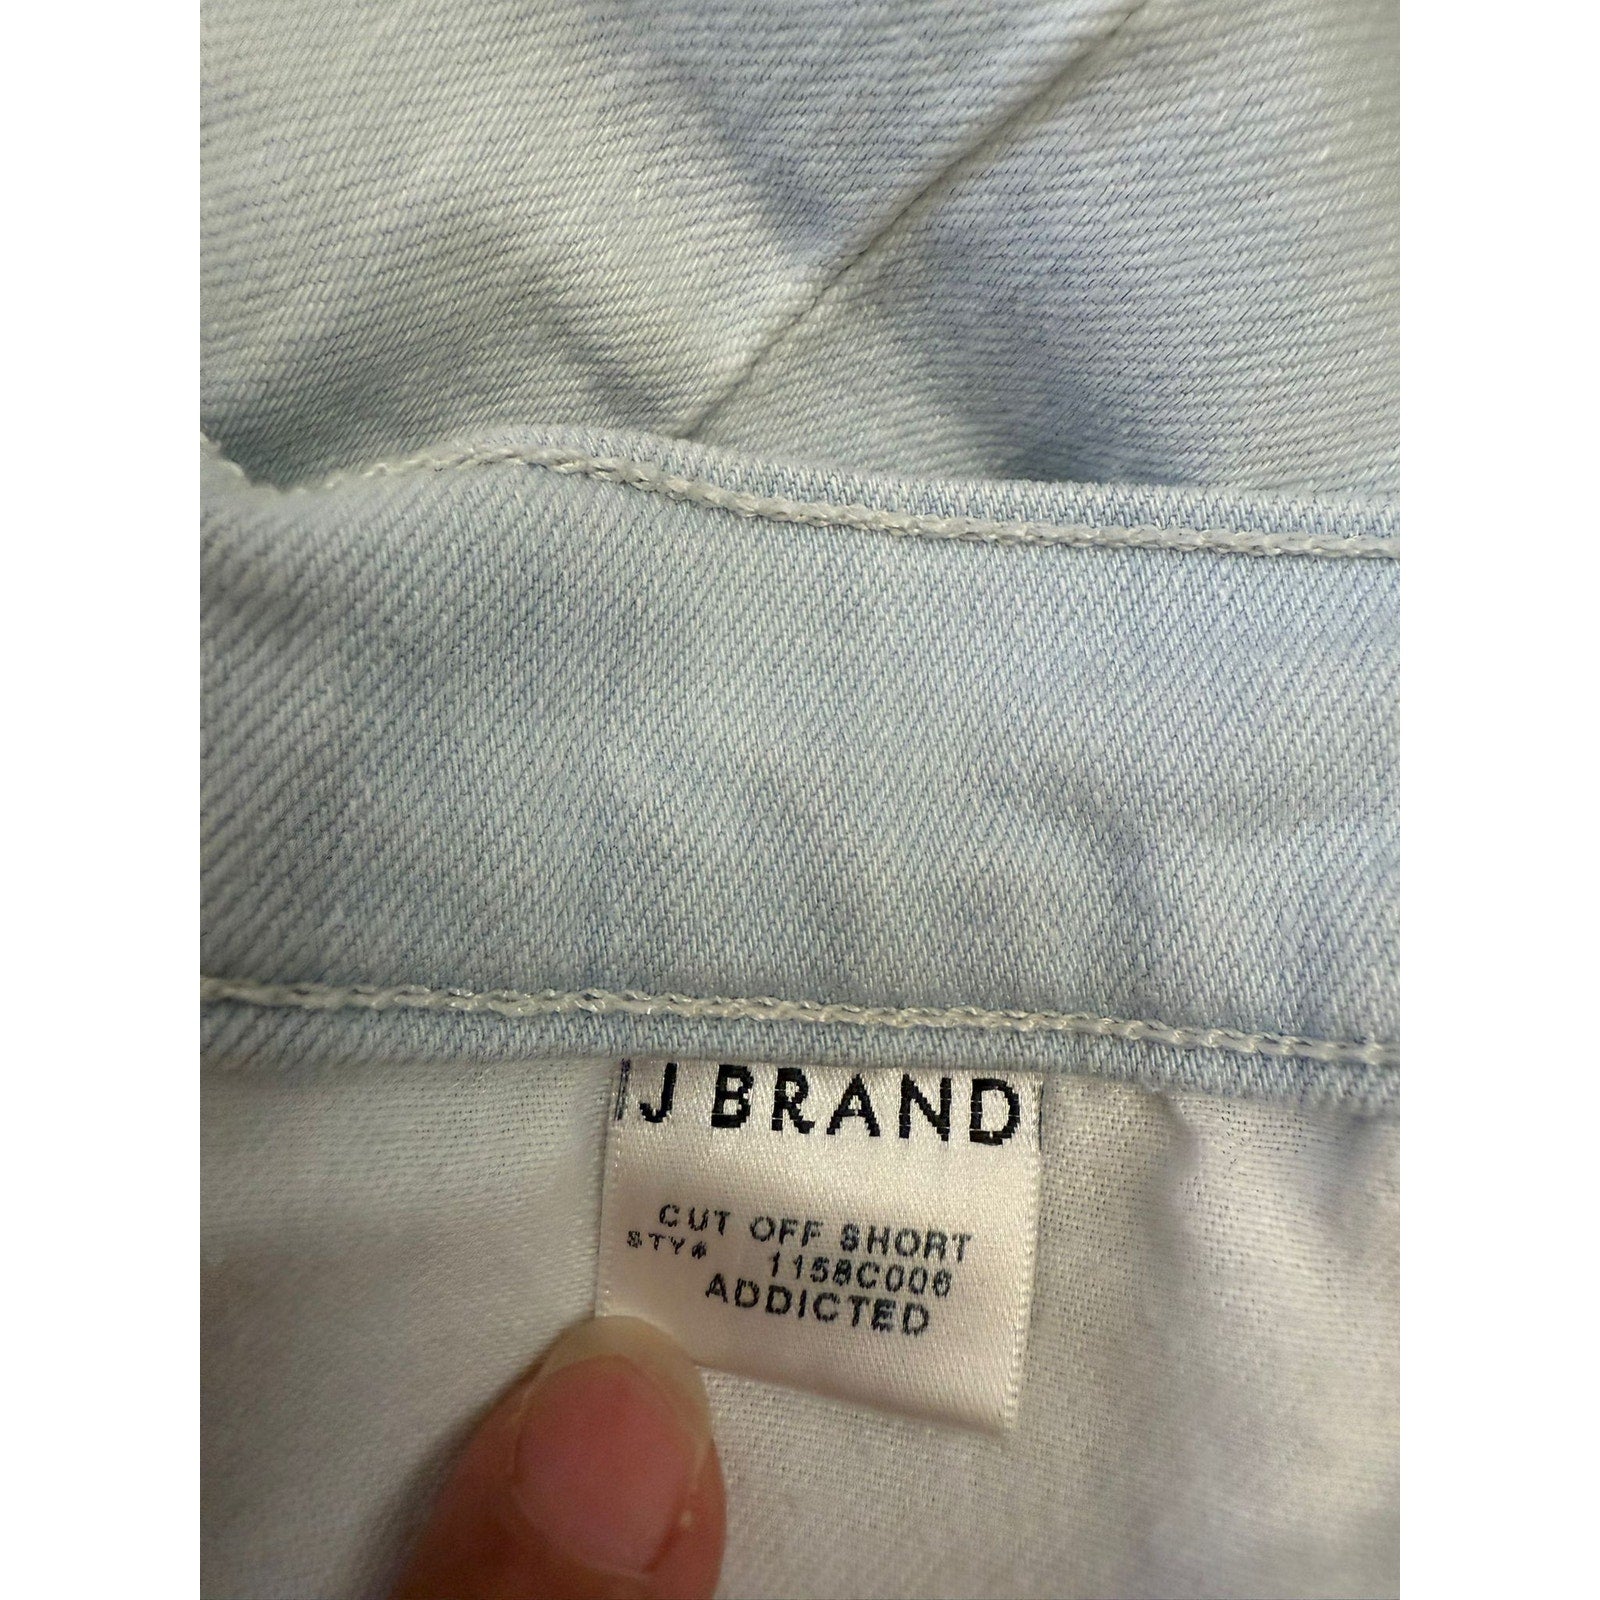 J BRAND
CUT OFF SHORT
STY# 1158C006
ADDICTED